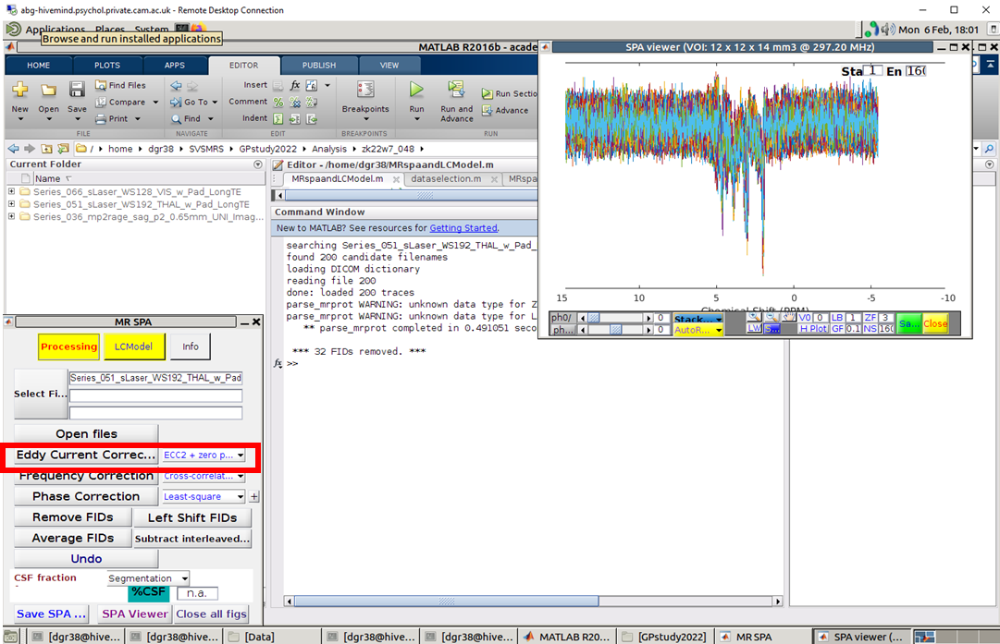 abg-hivemind.psychol.private.cam.ac.uk - Remote Desktop Connection
Applications Places System
Mon 6 Feb, 18:01
Browse and run installed applications
MATLAB R2016b - acade
HOME PLOTS APPS EDITOR PUBLISH VIEW
New Open Save
Find Files
Compare
Print
Go To
Find
Insert
fx
Comment
Indent
Breakpoints
Run
Run and
Advance
Run Sectio
Advance
FILE NAVIGATE EDIT BREAKPOINTS RUN
/ home dgr38 SVSMRS GPstudy2022 Analysis zk22w7_048
Current Folder
Name
Series_066_sLaser_WS128_VIS_w_Pad_LongTE
Series_051_sLaser_WS192_THAL_w_Pad_LongTE
Series_036_mp2rage_sag_p2_0.65mm_UNI_Imag...
Editor - /home/dgr38/MRspaandLCModel.m
MRspaandLCModel.m dataselection.m MRspa
Command Window
New to MATLAB? See resources for Getting Started.
searching Series_051_sLaser_WS192_THAL_w_Pad_
found 200 candidate filenames
loading DICOM dictionary
reading file 200
done: loaded 200 traces
parse_mrprot WARNING: unknown data type for Z
parse_mrprot WARNING: unknown data type for L
** parse_mrprot completed in 0.491051 seco
*** 32 FIDs removed. ***
fx >>
SPA viewer (VOI: 12 x 12 x 14 mm3 @ 297.20 MHz)
Sta 1 En 160
15 10 5 0 -5 -10
Chemical Shift (PPM)
ph0/ 0 Stack... V0 0 LB 1 ZF 3 Sa... Close
ph... 0 AutoR... LW H Plot GF 0.1 NS 160
MR SPA
Processing LCModel Info
Select Fi...
Series_051_sLaser_WS192_THAL_w_Pad
Open files
Eddy Current Correc... ECC2 + zero p...
Frequency Correction Cross-correlat...
Phase Correction Least-square +
Remove FIDs Left Shift FIDs
Average FIDs Subtract interleaved...
Undo
CSF fraction Segmentation
%CSF n.a.
Save SPA ... SPA Viewer Close all figs
[dgr38@hive... [dgr38@hive... [Data] [dgr38@hive... [dgr38@hive... MATLAB R20... [GPstudy2022] MR SPA SPA viewer (...